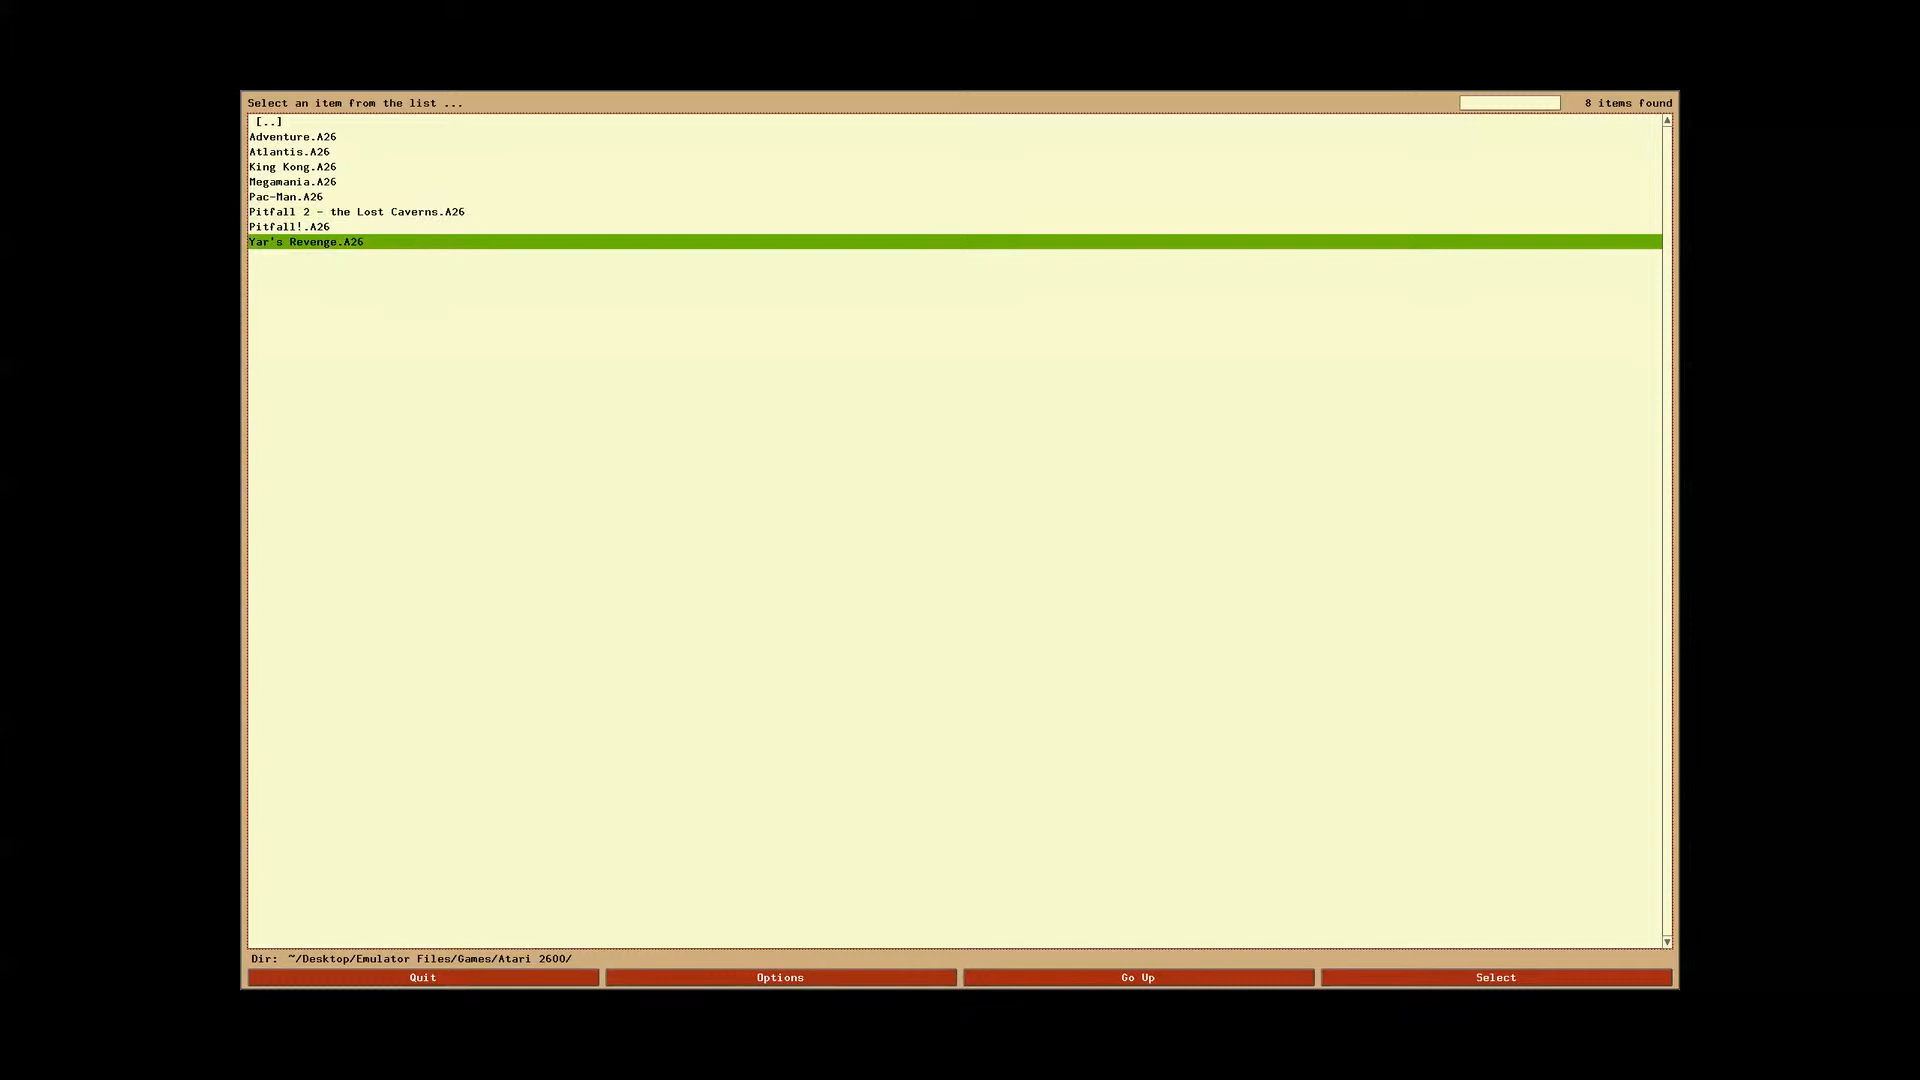 Select an item from the list ... 8 items found
[..]
Adventure.A26
Atlantis.A26
King Kong.A26
Megamania.A26
Pac-Man.A26
Pitfall 2 - the Lost Caverns.A26
Pitfall!.A26
Yar's Revenge.A26
Dir: ~/Desktop/Emulator Files/Games/Atari 2600/
Quit Options Go Up Select